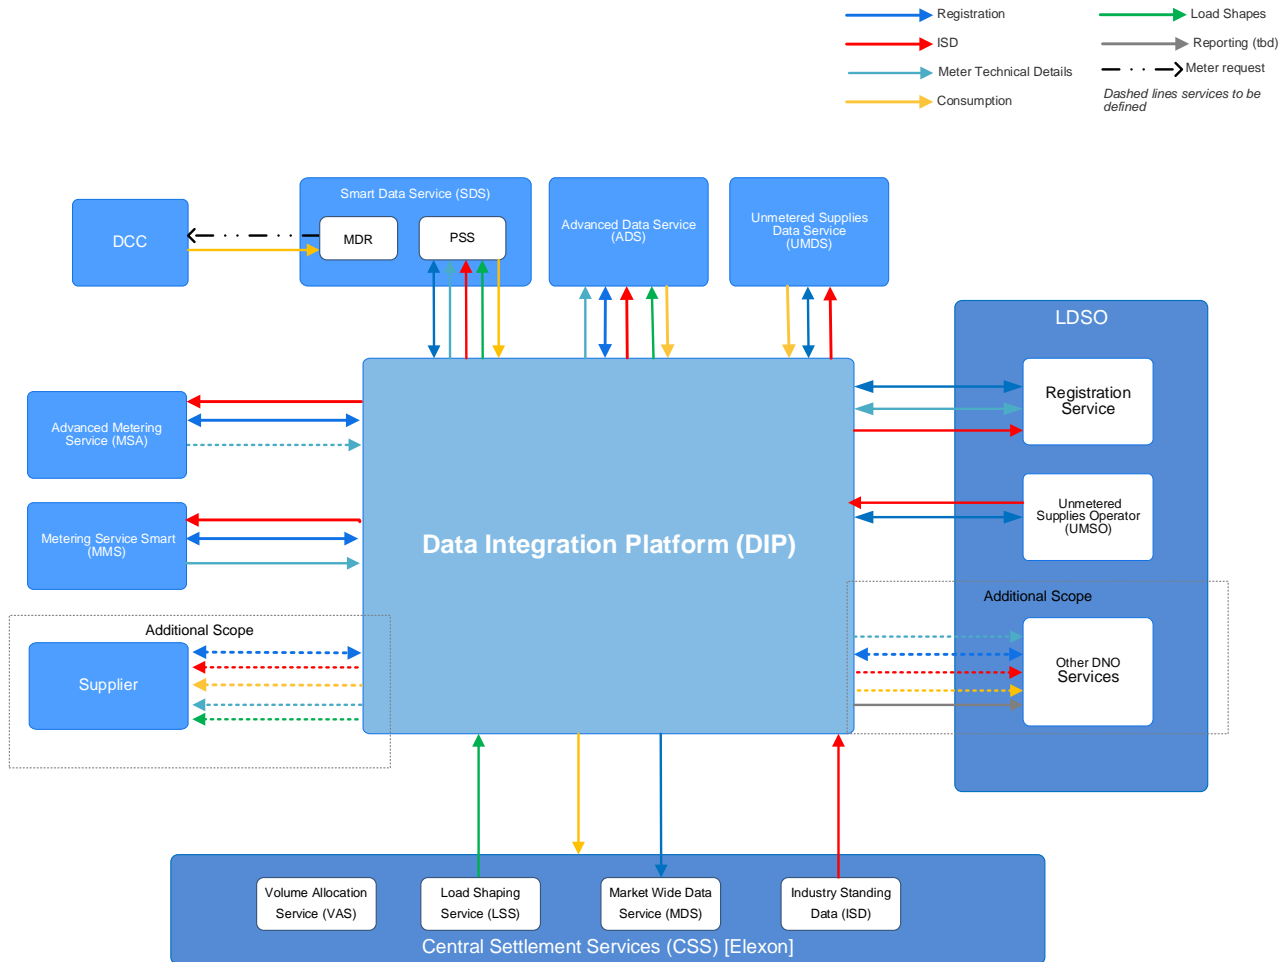 Registration
Load Shapes
ISD
Reporting (tbd)
Meter Technical Details
Meter request
Consumption
Dashed lines services to be
defined
Smart Data Service (SDS)
DCC
MDR
PSS
Advanced Data Service
(ADS)
Unmetered Supplies
Data Service
(UMDS)
LDSO
Registration
Service
Advanced Metering
Service (MSA)
Unmetered
Supplies Operator
(UMSO)
Metering Service Smart
(MMS)
Data Integration Platform (DIP)
Additional Scope
Additional Scope
Supplier
Other DNO
Services
Volume Allocation
Service (VAS)
Load Shaping
Service (LSS)
Market Wide Data
Service (MDS)
Industry Standing
Data (ISD)
Central Settlement Services (CSS) [Elexon]